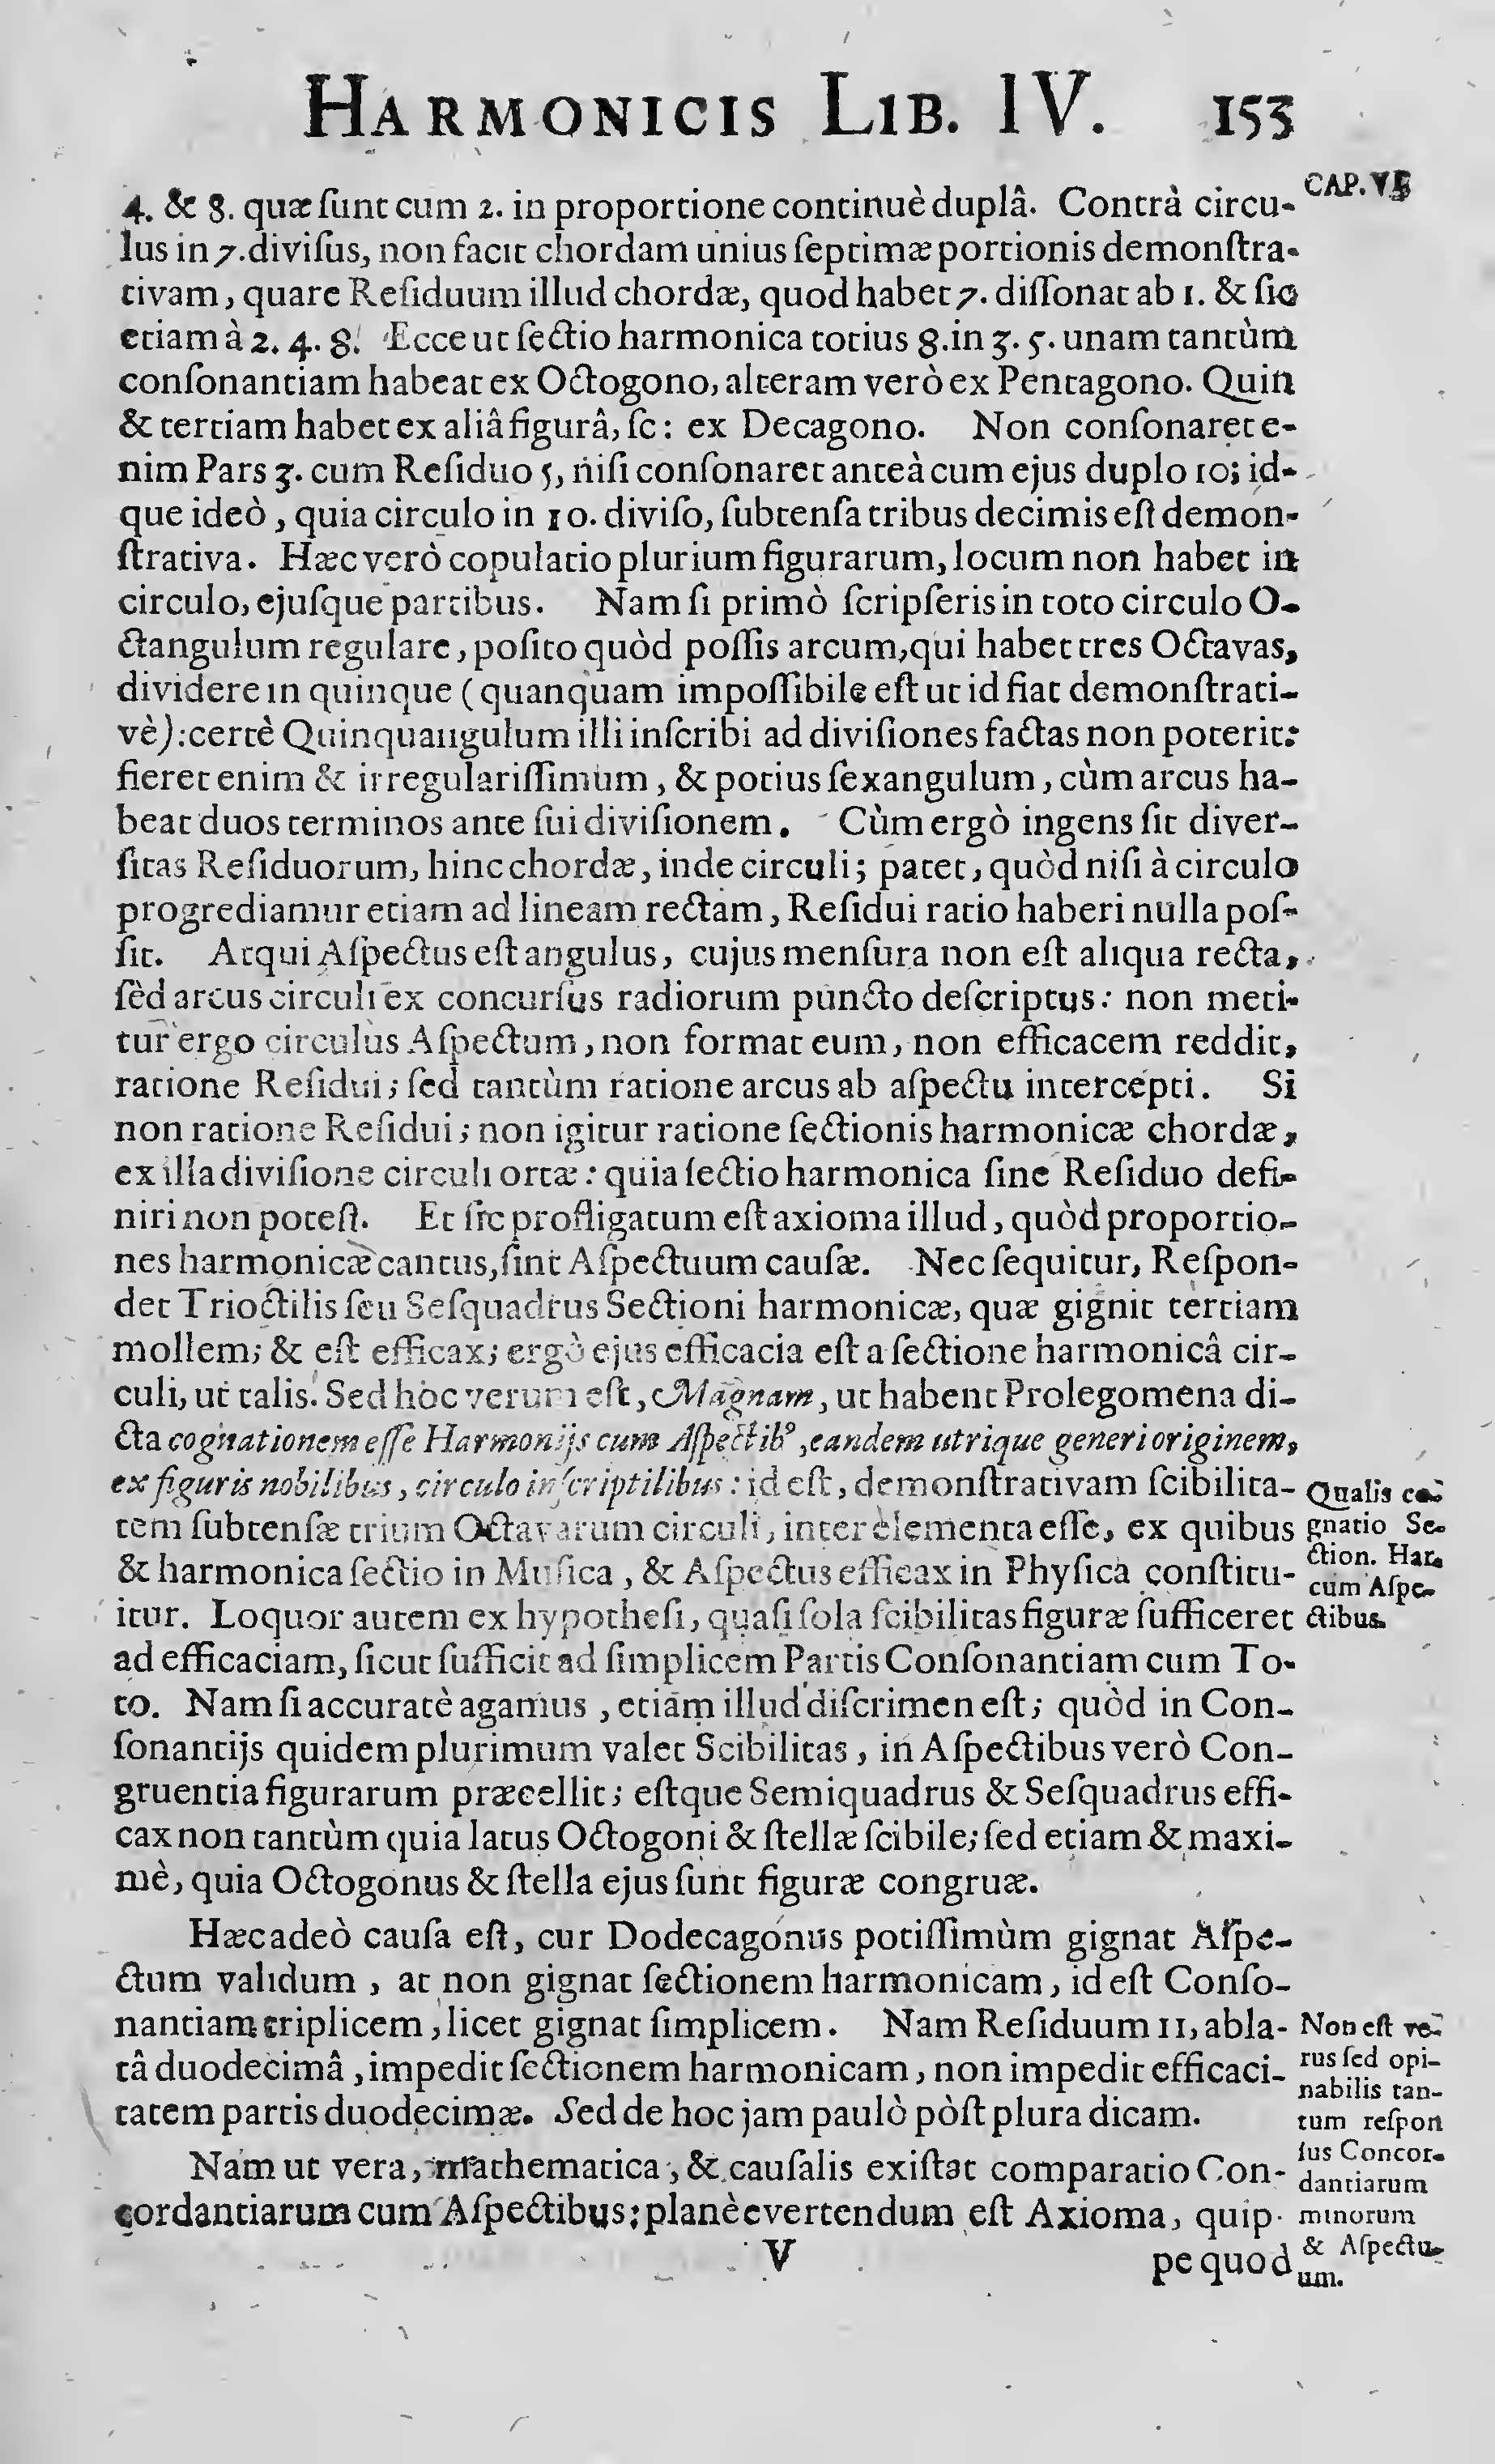 HARMONICIS LIB. IV. 153
CAP. VI
4. & 8. quæ ſunt cum 2. in proportione continuè duplâ. Contrà circu-
lus in 7. diviſus, non facit chordam unius ſeptimæ portionis demonſtra-
tivam, quare Reſiduum illud chordæ, quod habet 7. diſſonat ab 1. & ſic
etiam à 2. 4. 8. Ecce ut ſectio harmonica totius 8. in 3. 5. unam tantùm
conſonantiam habeat ex Octogono, alteram verò ex Pentagono. Quin
& tertiam habet ex aliâ figurâ, ſc: ex Decagono. Non conſonaret e-
nim Pars 3. cum Reſiduo 5, niſi conſonaret anteà cum ejus duplo 10; id-
que ideò, quia circulo in 10. diviſo, ſubtenſa tribus decimis eſt demon-
ſtrativa. Hæc verò copulatio plurium figurarum, locum non habet in
circulo, ejuſque partibus. Nam ſi primò ſcripſeris in toto circulo O-
ctangulum regulare, poſito quòd poſſis arcum, qui habet tres Octavas,
dividere in quinque (quanquam impoſſibile eſt ut id fiat demonſtrati-
vè): certè Quinquangulum illi inſcribi ad diviſiones factas non poterit:
fieret enim & irregulariſſimum, & potius ſexangulum, cùm arcus ha-
beat duos terminos ante ſui diviſionem. Cùm ergò ingens ſit diver-
ſitas Reſiduorum, hinc chordæ, inde circuli; patet, quòd niſi à circulo
progrediamur etiam ad lineam rectam, Reſidui ratio haberi nulla poſ-
ſit. Atqui Aſpectus eſt angulus, cujus menſura non eſt aliqua recta,
ſèd arcus circuli ex concurſus radiorum puncto deſcriptus: non meti-
tur ergo circulus Aſpectum, non format eum, non efficacem reddit,
ratione Reſidui; ſed tantùm ratione arcus ab aſpectu intercepti. Si
non ratione Reſidui; non igitur ratione ſectionis harmonicæ chordæ,
ex illa diviſione circuli ortæ: quia ſectio harmonica ſine Reſiduo defi-
niri non poteſt. Et ſic profligatum eſt axioma illud, quòd proportio-
nes harmonicæ cantus, ſint Aſpectuum cauſæ. Nec ſequitur, Reſpon-
det Trioctilis ſeu Seſquadrus Sectioni harmonicæ, quæ gignit tertiam
mollem; & eſt efficax; ergò ejus efficacia eſt a ſectione harmonicâ cir-
culi, ut talis. Sed hoc verum eſt, Magnam, ut habent Prolegomena di-
cta cognationem eſſe Harmonijs cum Aſpectibꝰ, eandem utrique generi originem,
ex figuris nobilibus, circulo inſcriptilibus: id eſt, demonſtrativam ſcibilita-
tem ſubtenſæ trium Octavarum circuli, inter elementa eſſe, ex quibus
& harmonica ſectio in Muſica, & Aſpectus efficax in Phyſica conſtitu-
itur. Loquor autem ex hypotheſi, quaſi ſola ſcibilitas figuræ ſufficeret
ad efficaciam, ſicut ſufficit ad ſimplicem Partis Conſonantiam cum To-
to. Nam ſi accuratè agamus, etiam illud diſcrimen eſt; quòd in Con-
ſonantijs quidem plurimum valet Scibilitas, in Aſpectibus verò Con-
gruentia figurarum præcellit; eſtque Semiquadrus & Seſquadrus effi-
cax non tantùm quia latus Octogoni & ſtellæ ſcibile; ſed etiam & maxi-
mè, quia Octogonus & ſtella ejus ſunt figuræ congruæ.
Qualis co-
gnatio Se-
ction. Har.
cum Aſpe-
ctibus.
Hæc adeò cauſa eſt, cur Dodecagonus potiſſimùm gignat Aſpe-
ctum validum, at non gignat ſectionem harmonicam, id eſt Conſo-
nantiam triplicem, licet gignat ſimplicem. Nam Reſiduum 11, abla-
tâ duodecimâ, impedit ſectionem harmonicam, non impedit efficaci-
tatem partis duodecimæ. Sed de hoc jam paulò pòſt plura dicam.
Nam ut vera, mathematica, & cauſalis exiſtat comparatio Con-
cordantiarum cum Aſpectibus; planè evertendum eſt Axioma, quip-
Non eſt ve-
rus ſed opi-
nabilis tan-
tum reſpon
ſus Concor-
dantiarum
minorum
& Aſpectu-
um.
V pe quod